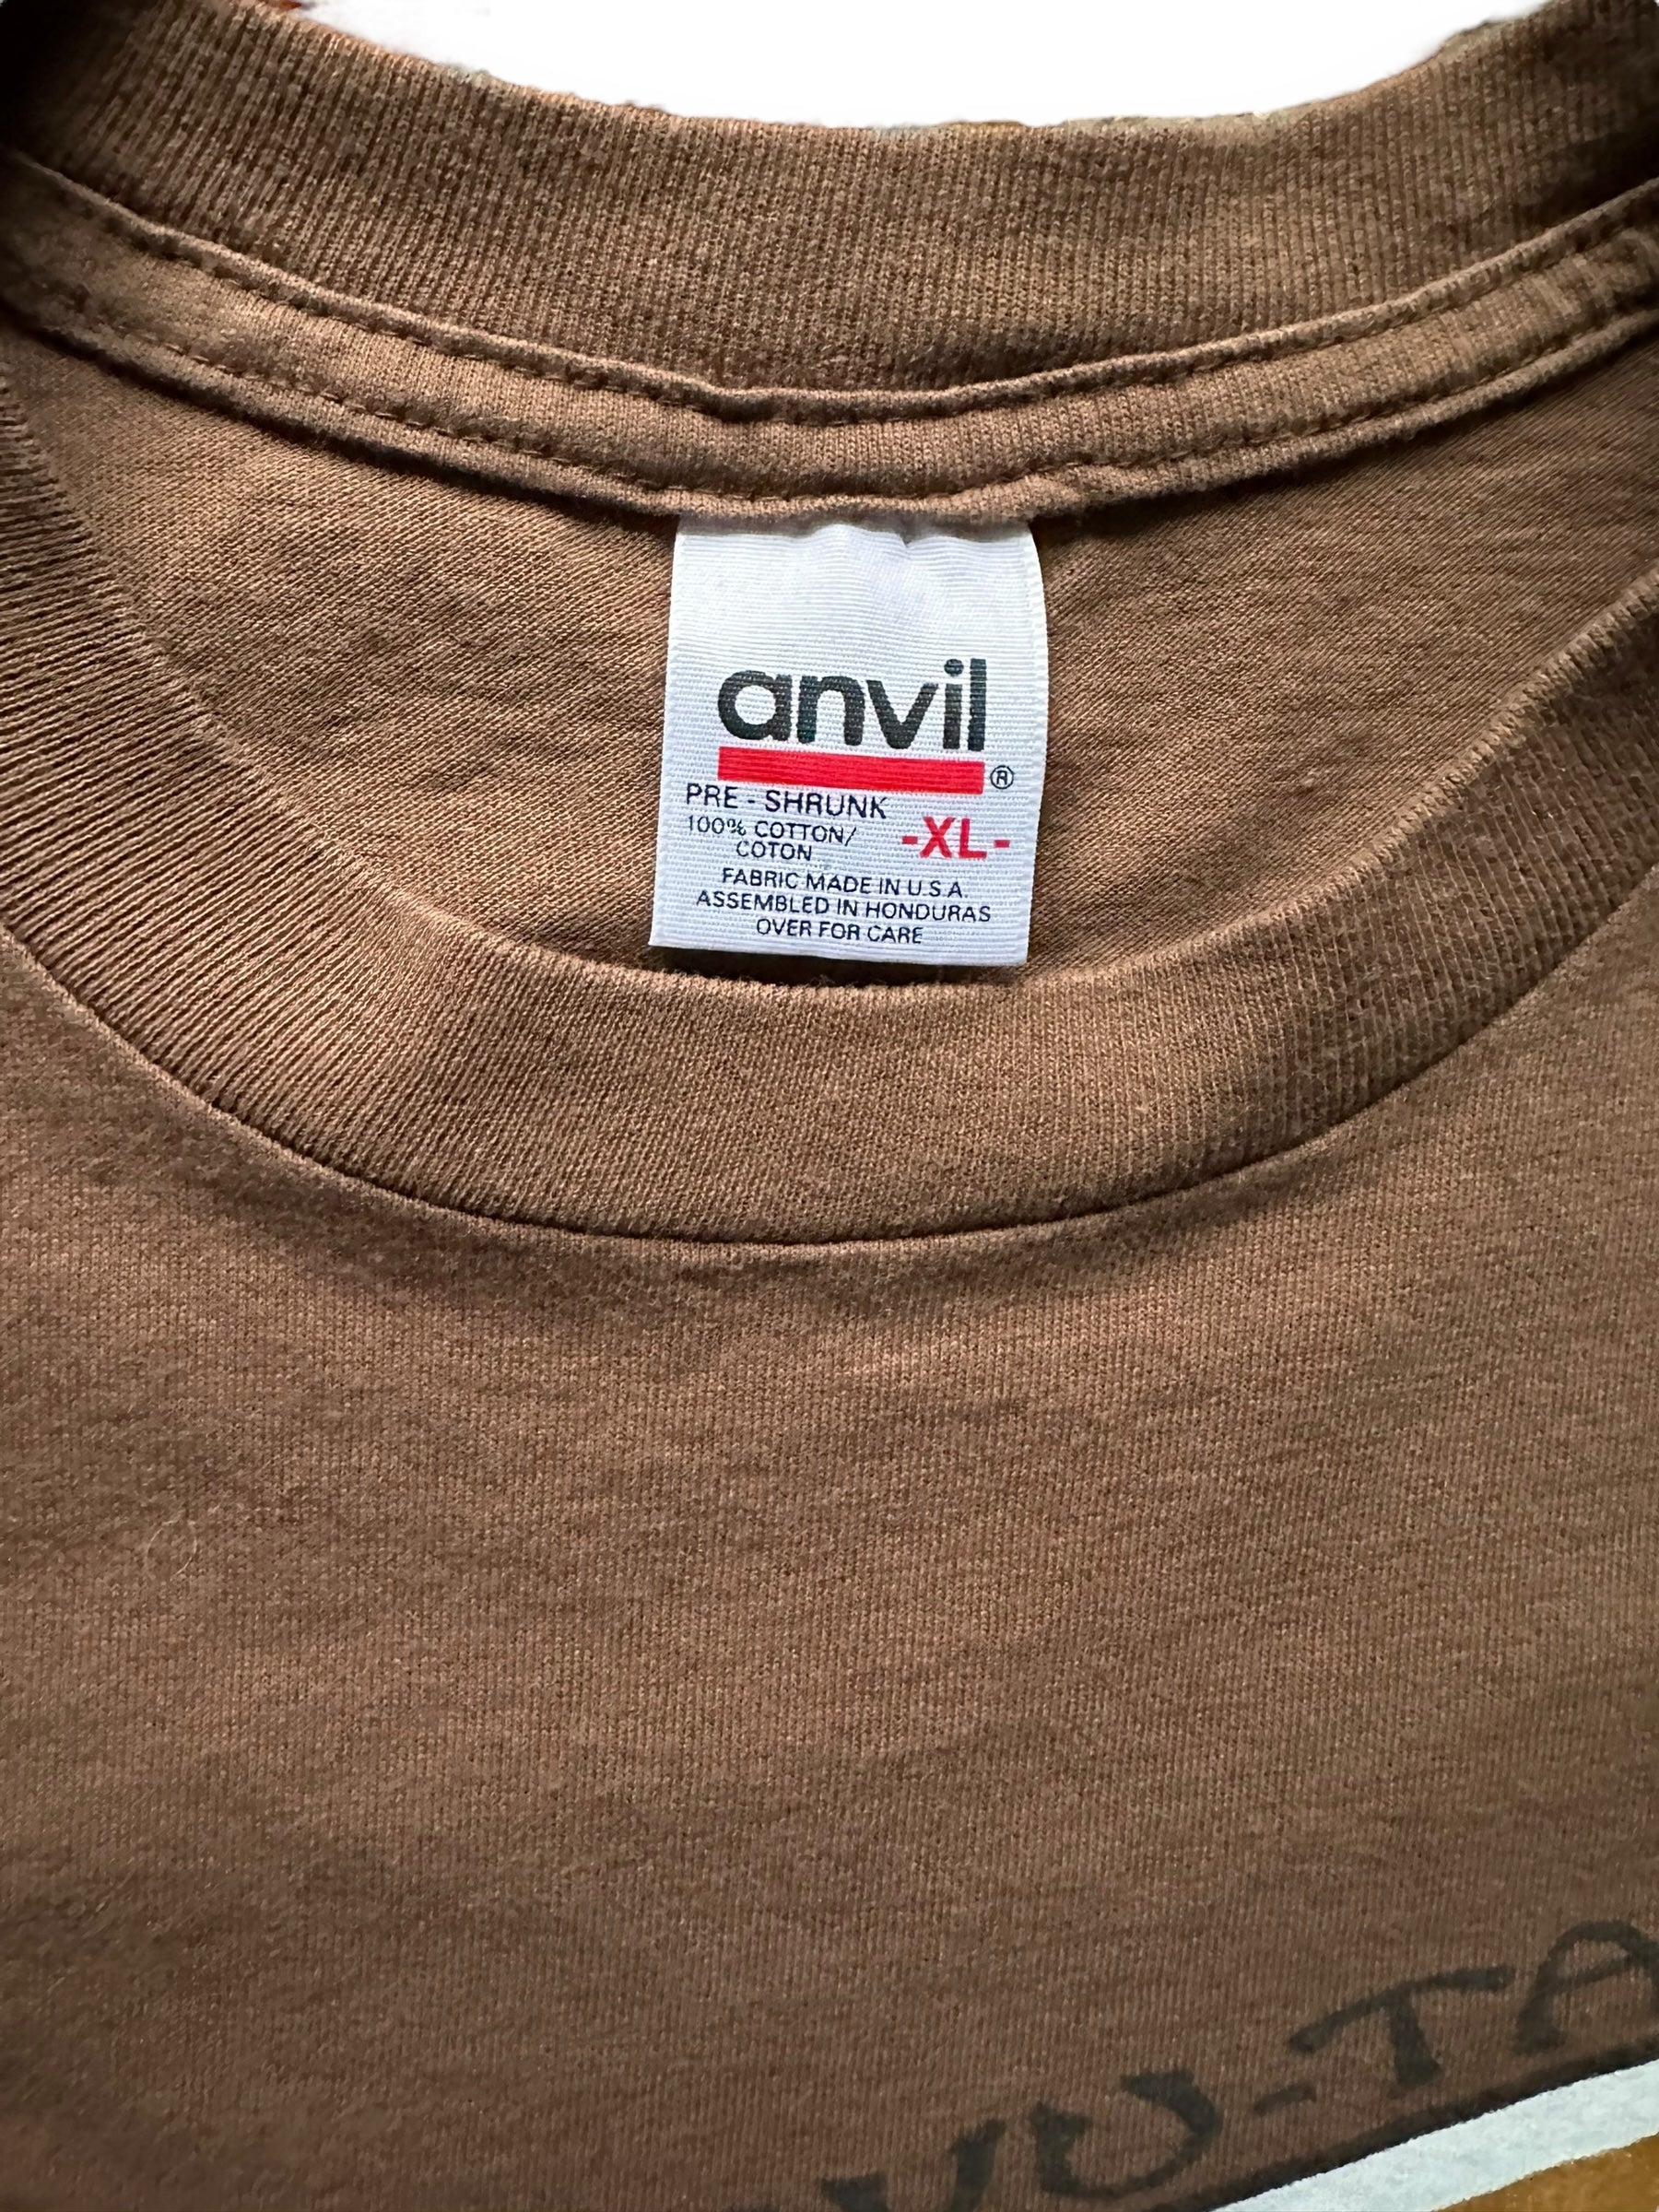 anvil
®
PRE - SHRUNK
100% COTTON/
COTON
-XL-
FABRIC MADE IN U.S.A
ASSEMBLED IN HONDURAS
OVER FOR CARE